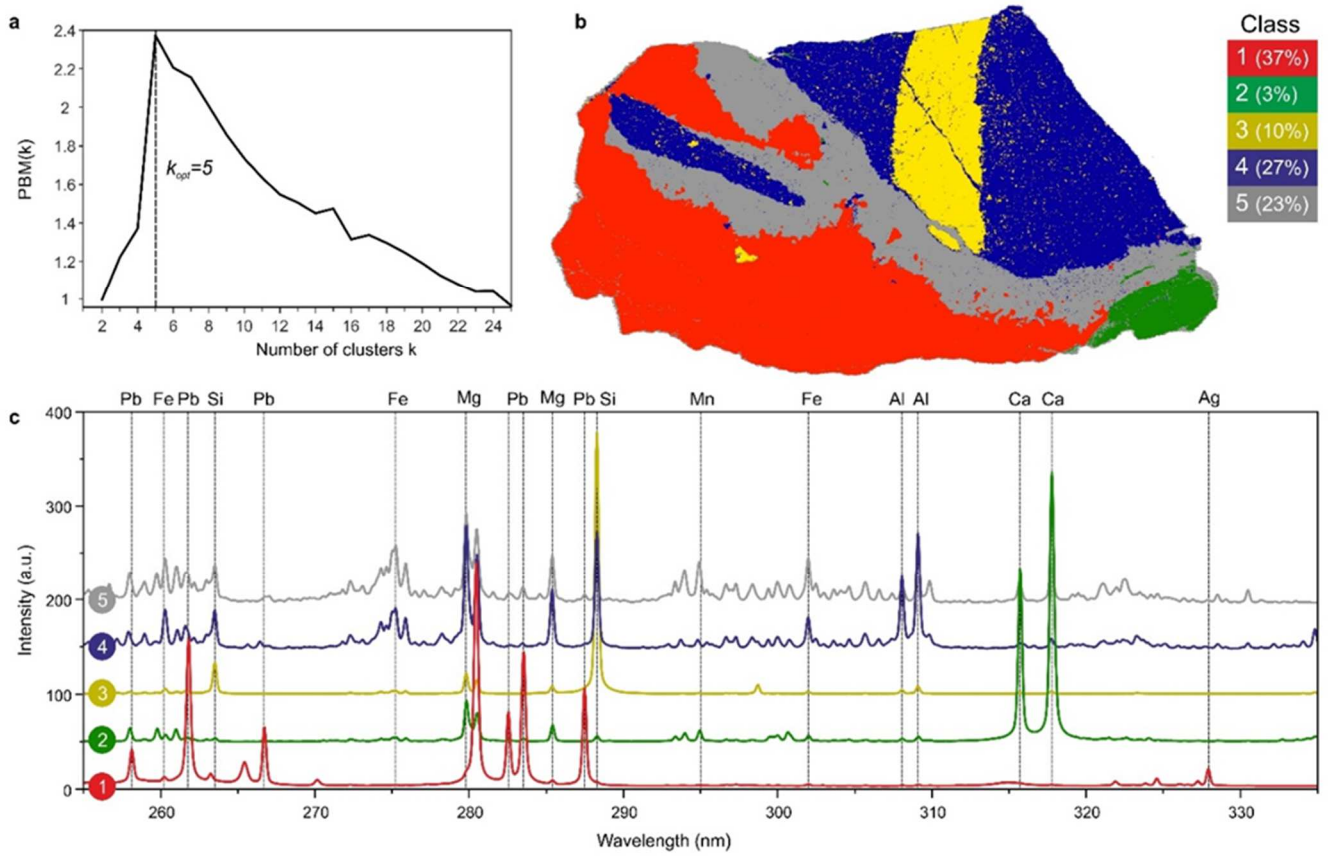 a
2.4
2.2
2
1.8
1.6
1.4
1.2
1
PBM(k)
kopt=5
2 4 6 8 10 12 14 16 18 20 22 24
Number of clusters k
b
Class
1 (37%)
2 (3%)
3 (10%)
4 (27%)
5 (23%)
c
Pb Fe Pb Si Pb Fe Mg Pb Mg Pb Si Mn Fe Al Al Ca Ca Ag
400
300
200
100
0
Intensity (a.u.)
5
4
3
2
1
260 270 280 290 300 310 320 330
Wavelength (nm)